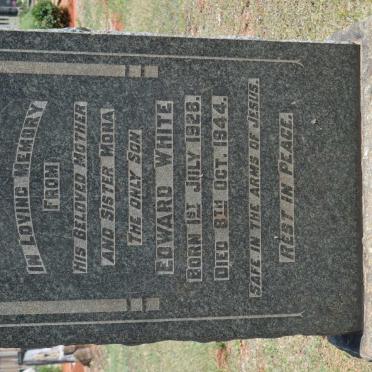 IN LOVING MEMORY
FROM
HIS BELOVED MOTHER
AND SISTER MONA
THE ONLY SON
EDWARD WHITE
BORN 1ST JULY 1928.
DIED 8TH OCT. 1944.
SAFE IN THE ARMS OF JESUS.
REST IN PEACE.